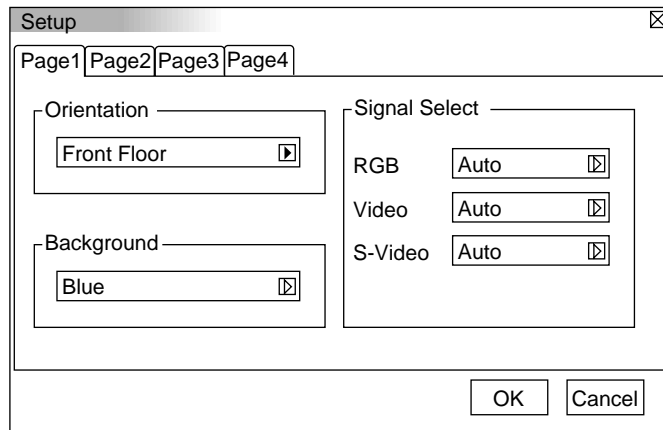 Setup
Page1 Page2 Page3 Page4
Orientation
Front Floor
Background
Blue
Signal Select
RGB Auto
Video Auto
S-Video Auto
OK Cancel